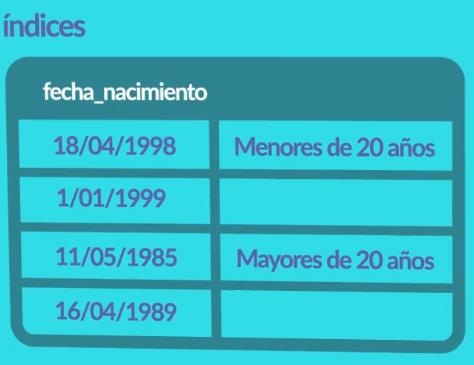 índices
fecha_nacimiento
18/04/1998 Menores de 20 años
1/01/1999
11/05/1985 Mayores de 20 años
16/04/1989